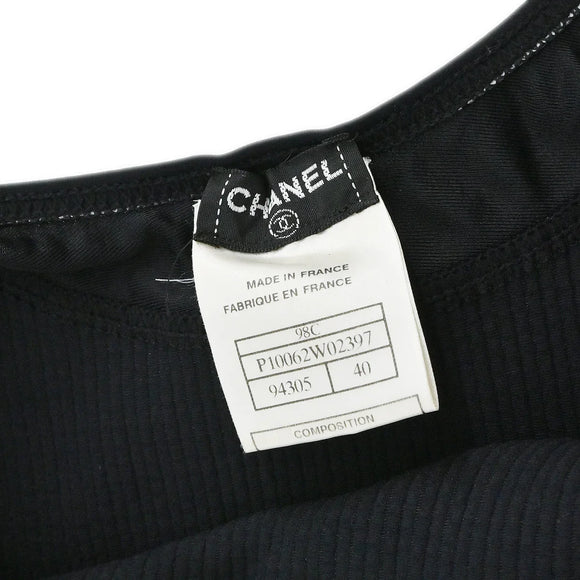 CHANEL
MADE IN FRANCE
FABRIQUE EN FRANCE
98C
P10062W02397
94305 40
COMPOSITION